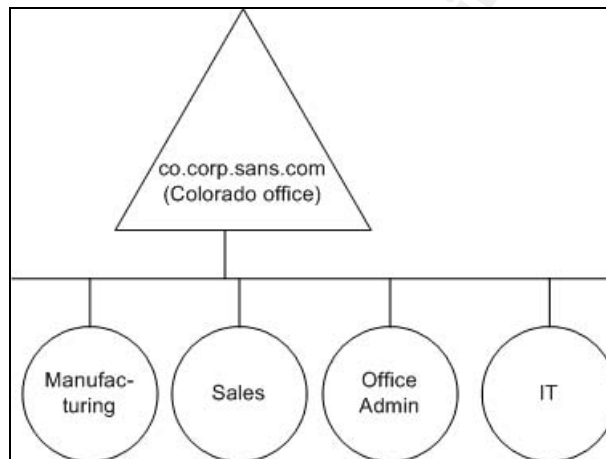 co.corp.sans.com
(Colorado office)
Manufac-
turing
Sales
Office
Admin
IT